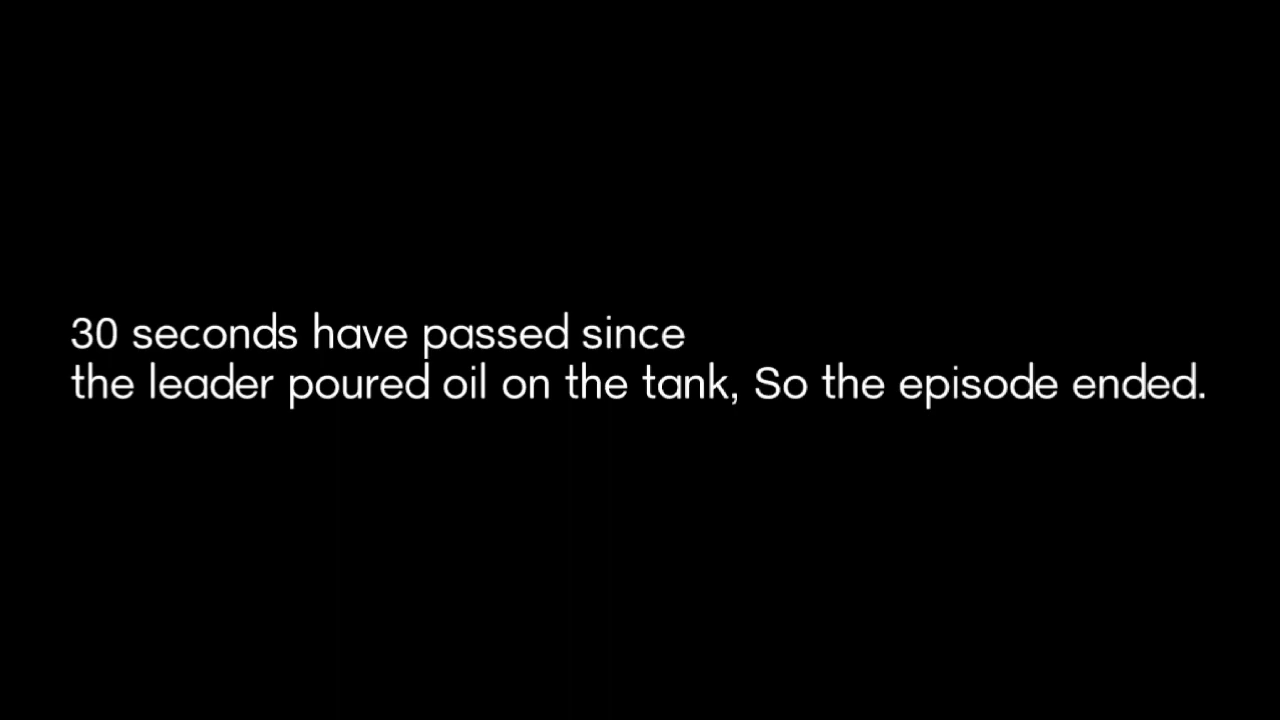 30 seconds have passed since
the leader poured oil on the tank, So the episode ended.